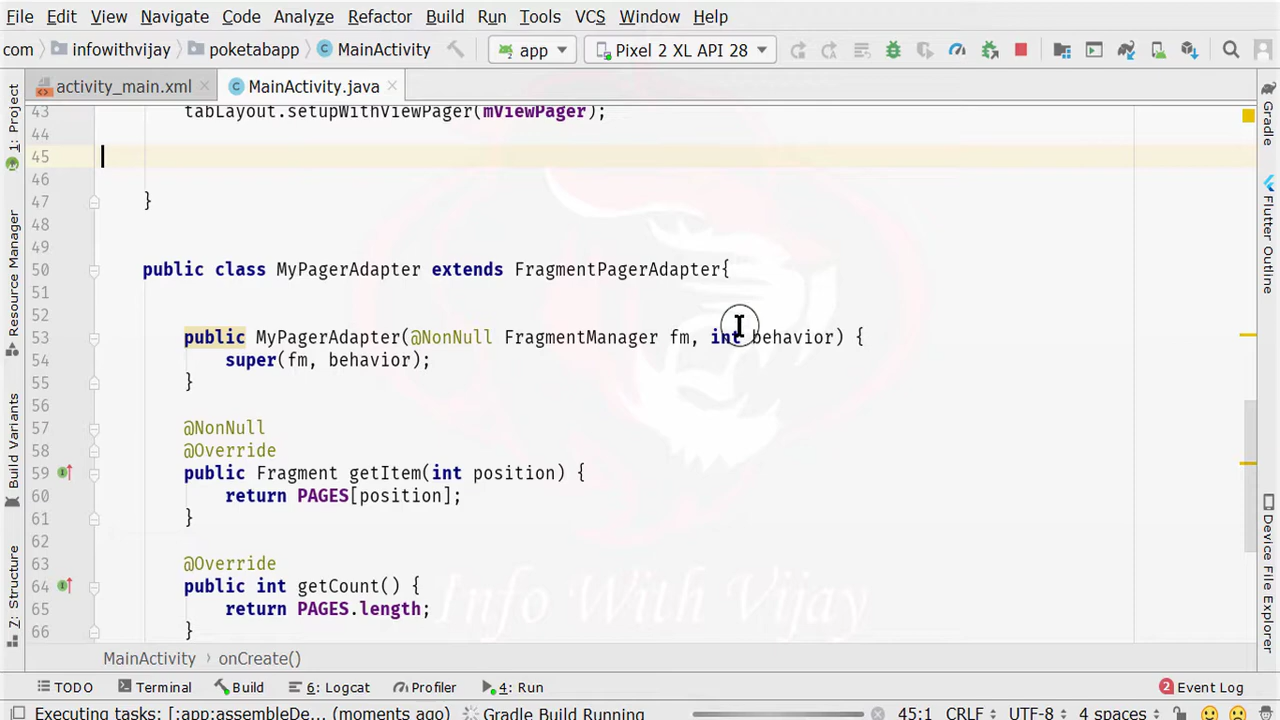 File Edit View Navigate Code Analyze Refactor Build Run Tools VCS Window Help
com infowithvijay poketabapp MainActivity app Pixel 2 XL API 28
activity_main.xml MainActivity.java
43 tabLayout.setupWithViewPager(mViewPager);
44
45
46
47 }
48
49
50 public class MyPagerAdapter extends FragmentPagerAdapter{
51
52
53 public MyPagerAdapter(@NonNull FragmentManager fm, int behavior) {
54 super(fm, behavior);
55 }
56
57 @NonNull
58 @Override
59 public Fragment getItem(int position) {
60 return PAGES[position];
61 }
62
63 @Override
64 public int getCount() {
65 return PAGES.length;
66 }
Info With Vijay
1: Project
Resource Manager
Build Variants
7: Structure
Gradle
Flutter Outline
Device File Explorer
MainActivity onCreate()
TODO Terminal Build 6: Logcat Profiler 4: Run 2 Event Log
Executing tasks: [:app:assembleDe... (moments ago) Gradle Build Running 45:1 CRLF UTF-8 4 spaces